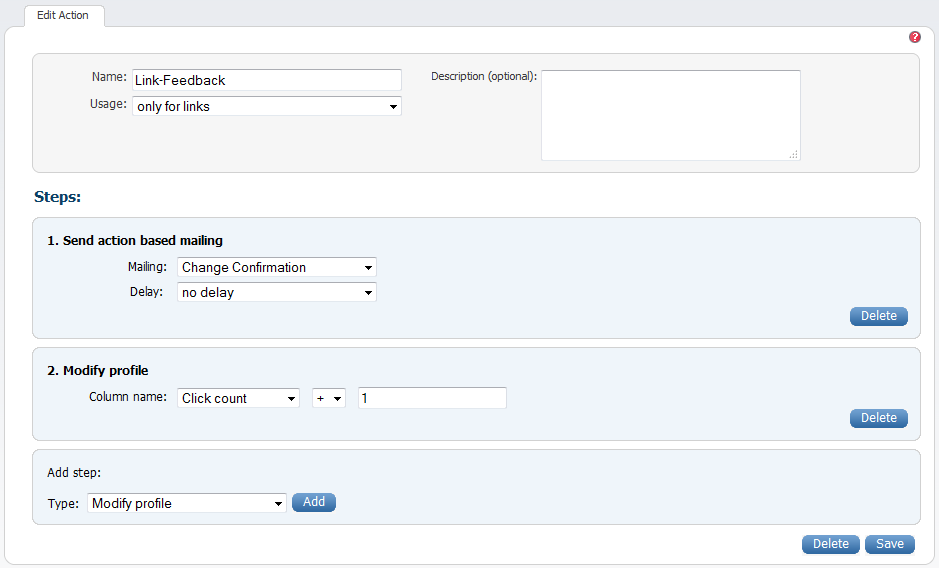 Edit Action
?
Name: Link-Feedback Description (optional):
Usage: only for links
Steps:
1. Send action based mailing
Mailing: Change Confirmation
Delay: no delay
Delete
2. Modify profile
Column name: Click count + 1
Delete
Add step:
Type: Modify profile Add
Delete Save